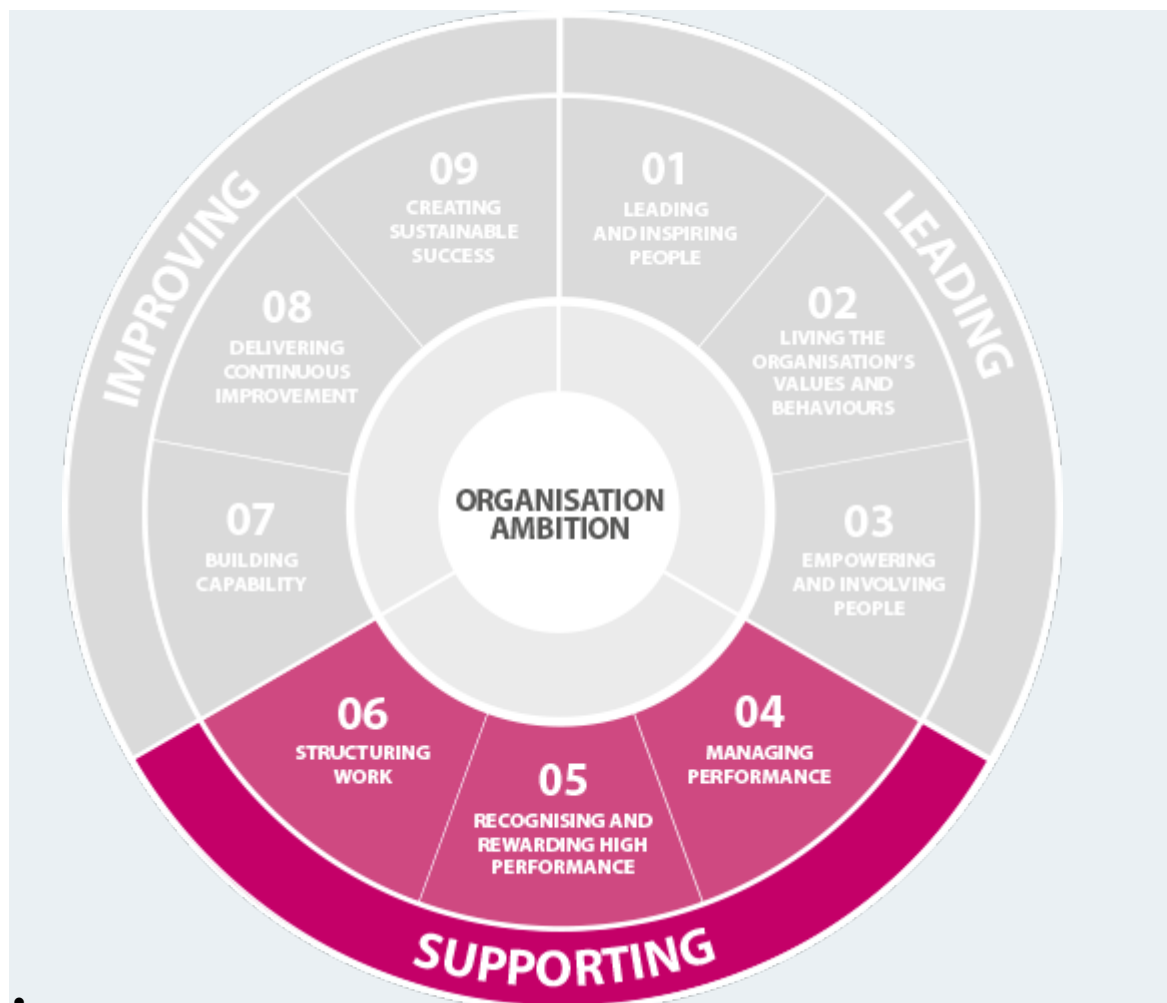 IMPROVING
LEADING
09
CREATING
SUSTAINABLE
SUCCESS
01
LEADING
AND INSPIRING
PEOPLE
08
DELIVERING
CONTINUOUS
IMPROVEMENT
02
LIVING THE
ORGANISATION'S
VALUES AND
BEHAVIOURS
ORGANISATION
AMBITION
07
BUILDING
CAPABILITY
03
EMPOWERING
AND INVOLVING
PEOPLE
06
STRUCTURING
WORK
05
RECOGNISING AND
REWARDING HIGH
PERFORMANCE
04
MANAGING
PERFORMANCE
SUPPORTING